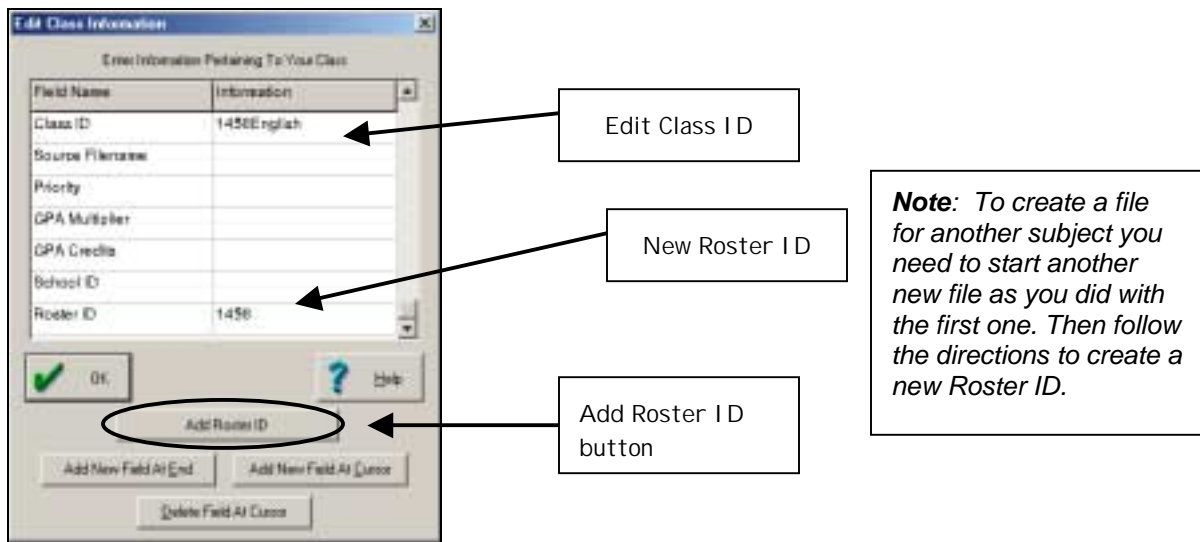 Edit Class Information
Enter Information Pertaining To Your Class
Field Name Information
Class ID 1458English
Source Filename
Priority
GPA Multiplier
GPA Credits
School ID
Roster ID 1458
OK
Help
Add Roster ID
Add New Field At End Add New Field At Cursor
Delete Field At Cursor
Edit Class ID
New Roster ID
Add Roster ID
button
Note: To create a file
for another subject you
need to start another
new file as you did with
the first one. Then follow
the directions to create a
new Roster ID.